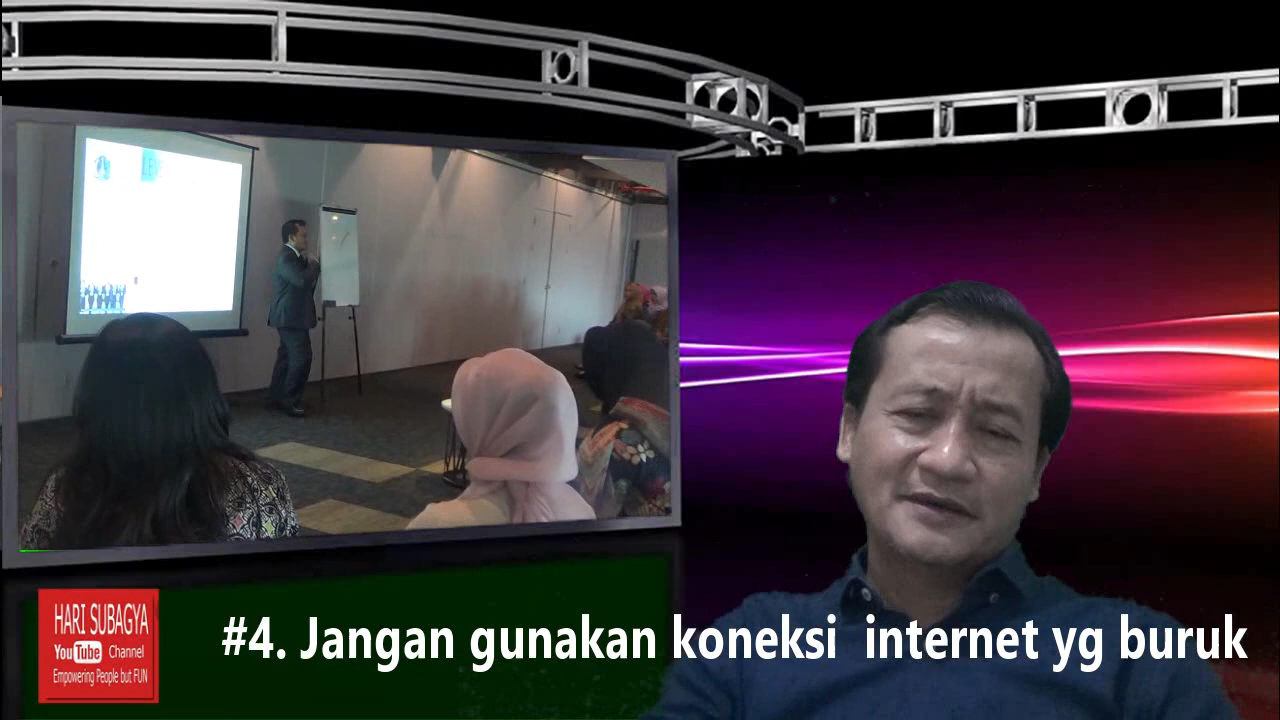 HARI SUBAGYA
YouTube Channel
Empowering People but FUN
#4. Jangan gunakan koneksi internet yg buruk